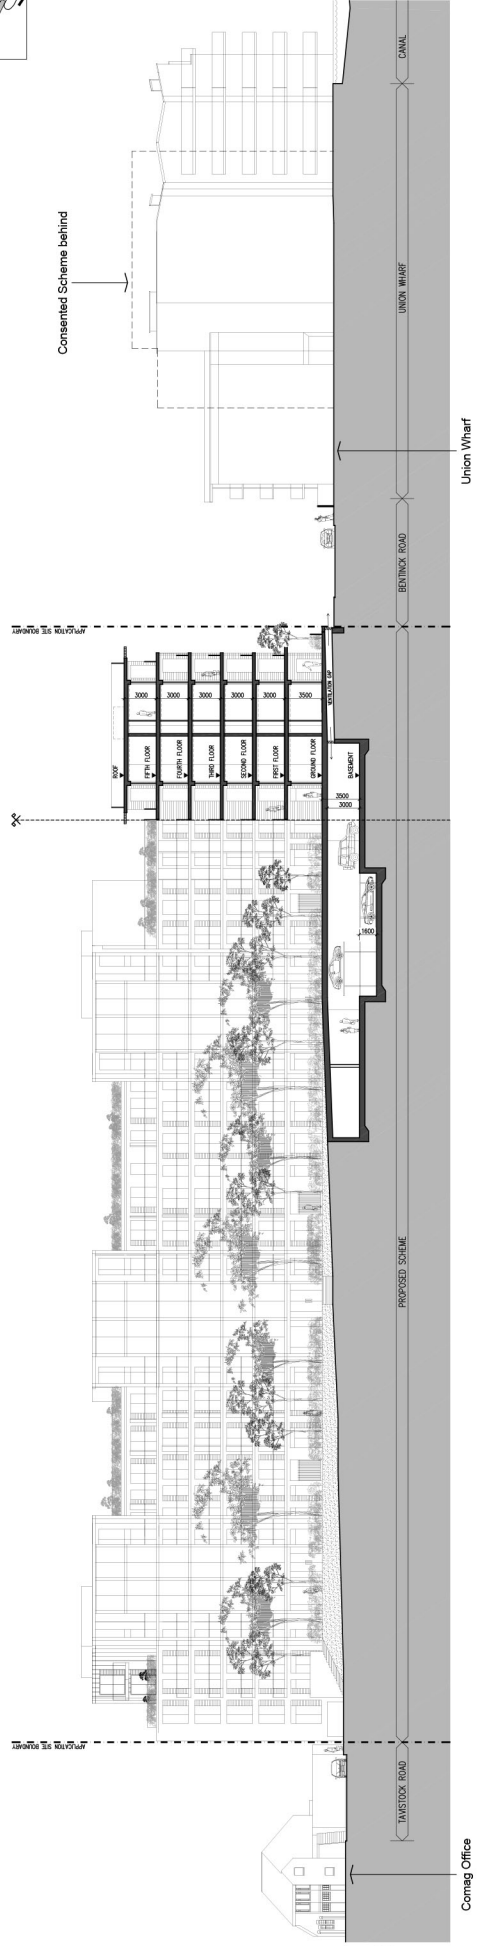 Consented Scheme behind
CANAL
UNION WHARF
Union Wharf
BENTINCK ROAD
APPLICATION SITE BOUNDARY
ROOF
FIFTH FLOOR
FOURTH FLOOR
THIRD FLOOR
SECOND FLOOR
FIRST FLOOR
GROUND FLOOR
BASEMENT
3000
3000
3000
3000
3000
3500
VENTILATION GAP
3500
3000
1600
PROPOSED SCHEME
APPLICATION SITE BOUNDARY
TAVISTOCK ROAD
Comag Office